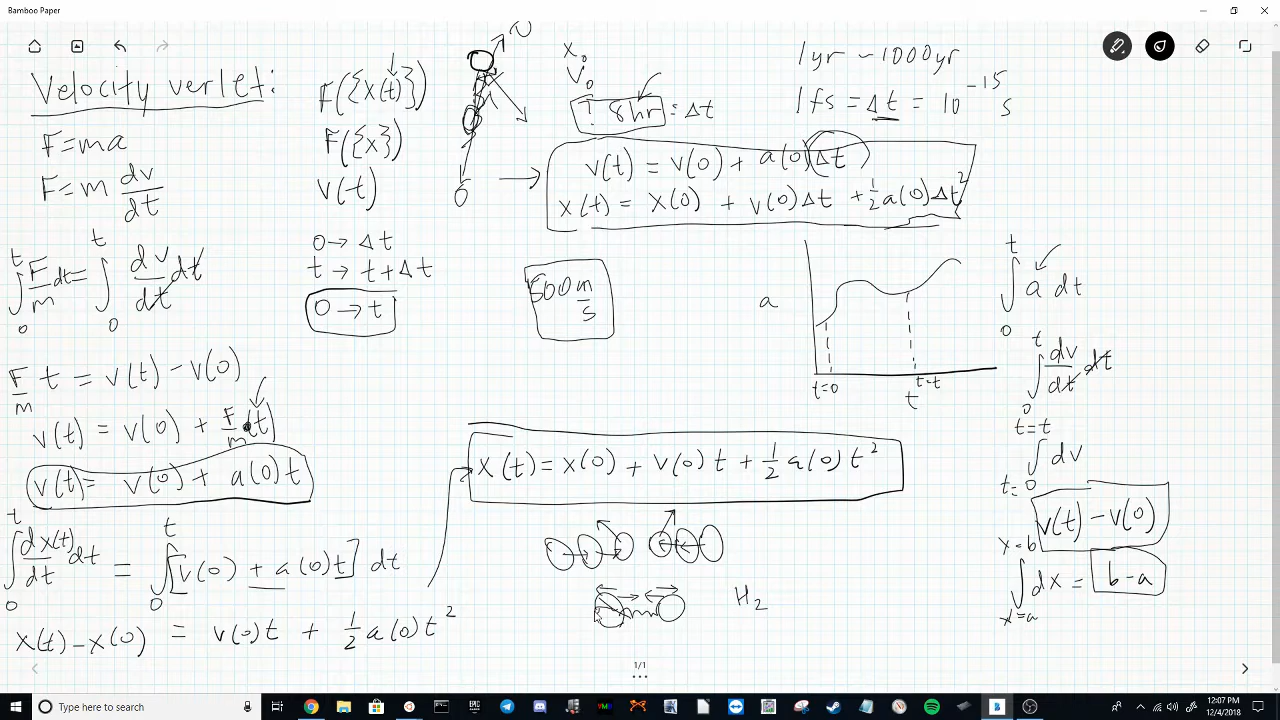 Bamboo Paper
Velocity verlet:
F=ma
F=m dv/dt
∫₀ᵗ F/m dt = ∫₀ᵗ dv/dt dt
F/m t = v(t) - v(0)
v(t) = v(0) + F/m (t)
v(t) = v(0) + a(0)t
∫₀ᵗ dx(t)/dt dt = ∫₀ᵗ [v(0) + a(0)t] dt
x(t) - x(0) = v(0)t + 1/2 a(0)t²
F({x(t)})
F({x})
v(t)
0 → Δt
t → t+Δt
0 → t
x₀
v₀
? 8hr = Δt
1yr ~ 1000yr
1fs = Δt = 10⁻¹⁵ s
v(t) = v(0) + a(0)Δt
x(t) = x(0) + v(0)Δt + 1/2 a(0)Δt²
500 m/s
a
t=0
t=t
t
x(t) = x(0) + v(0)t + 1/2 a(0)t²
H₂
∫₀ᵗ a dt
∫₀ᵗ dv/dt dt
t=t
∫dv
t=0
v(t) - v(0)
x=b
∫dx = b-a
x=a
1/1
Type here to search
12:07 PM
12/4/2018